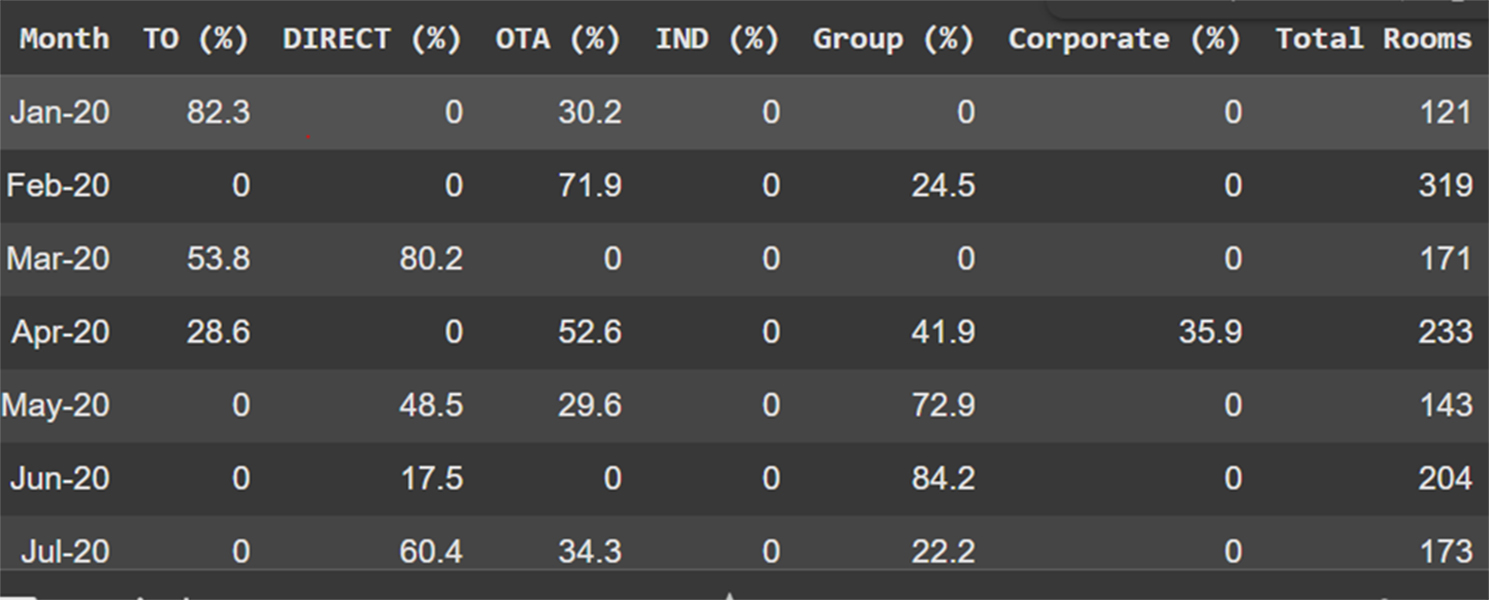 Month TO (%) DIRECT (%) OTA (%) IND (%) Group (%) Corporate (%) Total Rooms
Jan-20 82.3 0 30.2 0 0 0 121
Feb-20 0 0 71.9 0 24.5 0 319
Mar-20 53.8 80.2 0 0 0 0 171
Apr-20 28.6 0 52.6 0 41.9 35.9 233
May-20 0 48.5 29.6 0 72.9 0 143
Jun-20 0 17.5 0 0 84.2 0 204
Jul-20 0 60.4 34.3 0 22.2 0 173